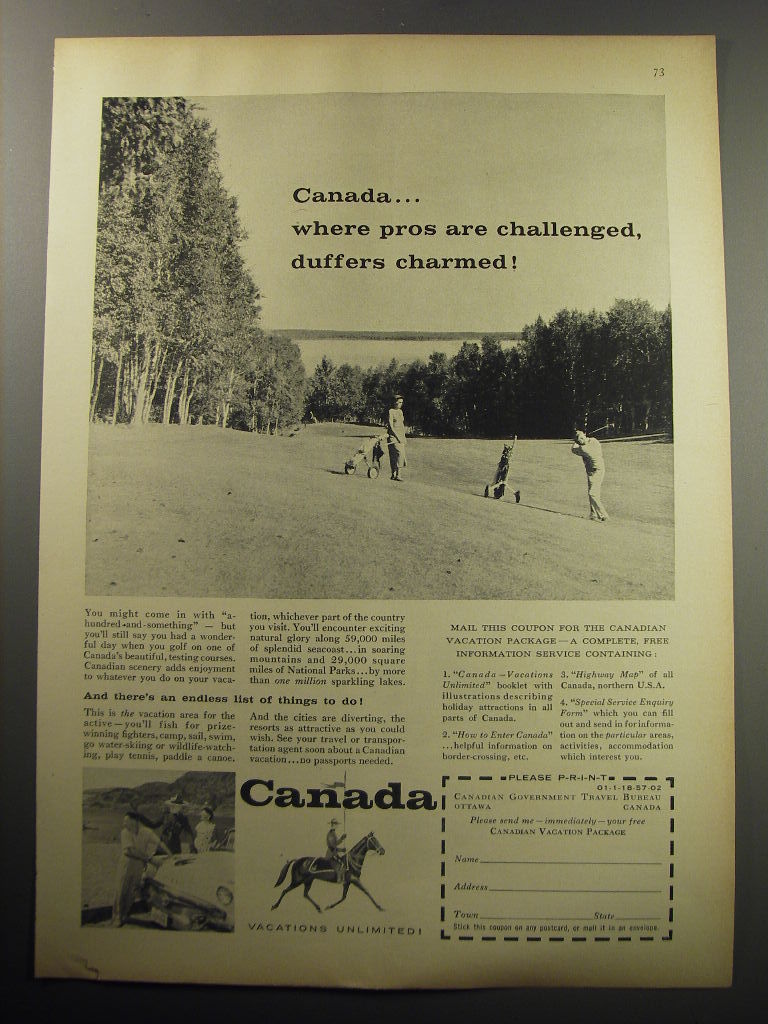 73
Canada...
where pros are challenged,
duffers charmed!
You might come in with "a-
hundred-and-something" — but
you'll still say you had a wonder-
ful day when you golf on one of
Canada's beautiful, testing courses.
Canadian scenery adds enjoyment
to whatever you do on your vaca-
tion, whichever part of the country
you visit. You'll encounter exciting
natural glory along 59,000 miles
of splendid seacoast...in soaring
mountains and 29,000 square
miles of National Parks...by more
than one million sparkling lakes.
And there's an endless list of things to do!
This is the vacation area for the
active—you'll fish for prize-
winning fighters, camp, sail, swim,
go water-skiing or wildlife-watch-
ing, play tennis, paddle a canoe.
And the cities are diverting, the
resorts as attractive as you could
wish. See your travel or transpor-
tation agent soon about a Canadian
vacation...no passports needed.
MAIL THIS COUPON FOR THE CANADIAN
VACATION PACKAGE—A COMPLETE, FREE
INFORMATION SERVICE CONTAINING:
1. "Canada—Vacations
Unlimited" booklet with
illustrations describing
holiday attractions in all
parts of Canada.
2. "How to Enter Canada"
...helpful information on
border-crossing, etc.
3. "Highway Map" of all
Canada, northern U.S.A.
4. "Special Service Enquiry
Form" which you can fill
out and send in for informa-
tion on the particular areas,
activities, accommodation
which interest you.
Canada
VACATIONS UNLIMITED!
PLEASE P-R-I-N-T
01-1-18-57-02
CANADIAN GOVERNMENT TRAVEL BUREAU
OTTAWA CANADA
Please send me—immediately—your free
CANADIAN VACATION PACKAGE
Name
Address
Town State
Stick this coupon on any postcard, or mail it in an envelope.